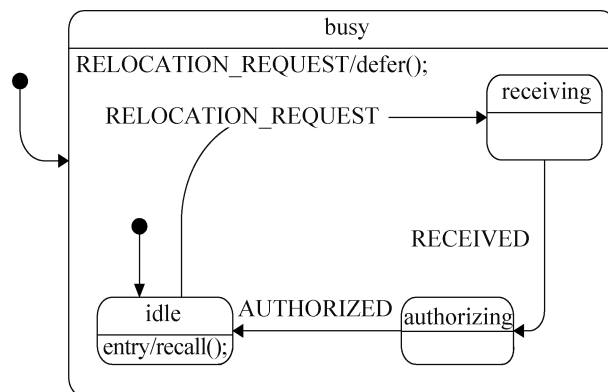 busy
RELOCATION_REQUEST/defer();
receiving
RELOCATION_REQUEST
RECEIVED
idle
AUTHORIZED
authorizing
entry/recall();